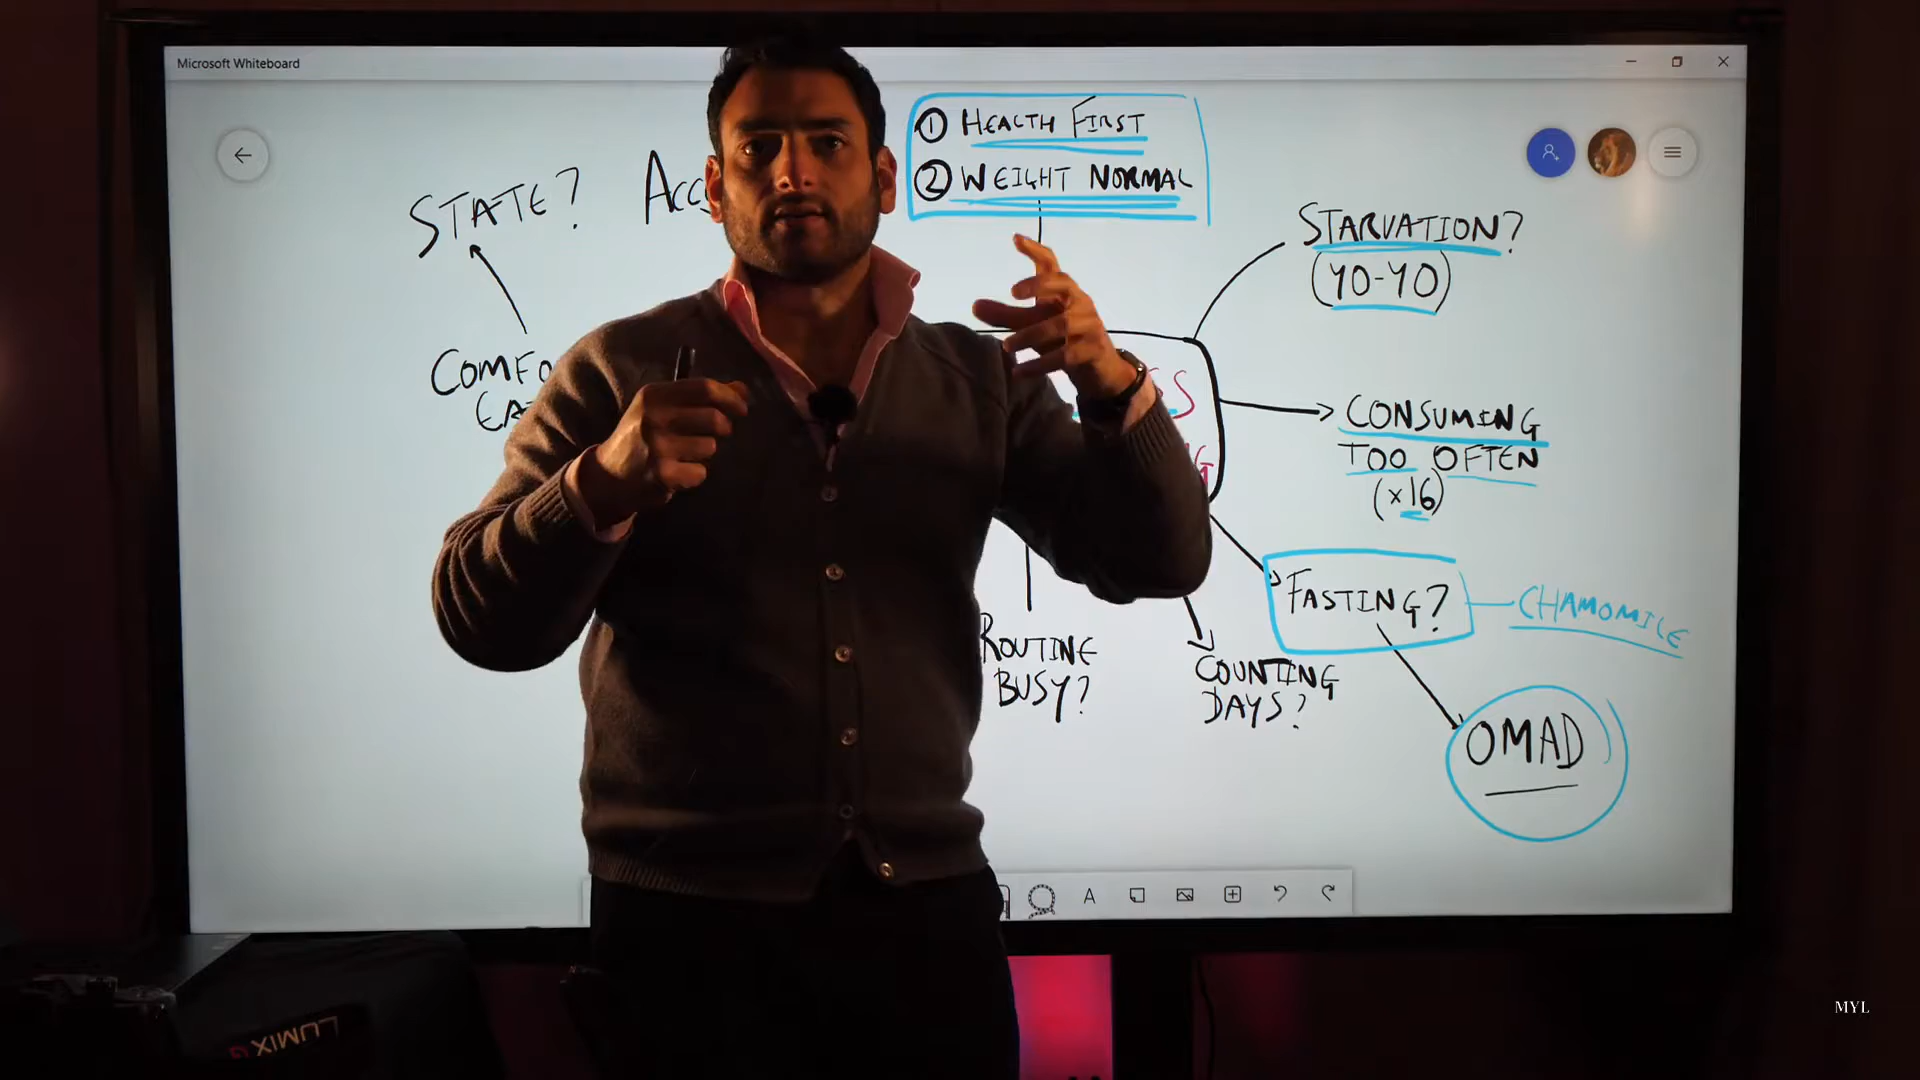 Microsoft Whiteboard
① HEALTH FIRST
② WEIGHT NORMAL
STATE?
STARVATION?
(YO-YO)
CONSUMING
TOO OFTEN
(×16)
FASTING?
CHAMOMILE
ROUTINE
BUSY?
COUNTING
DAYS?
OMAD
A
LUMIX G
MYL